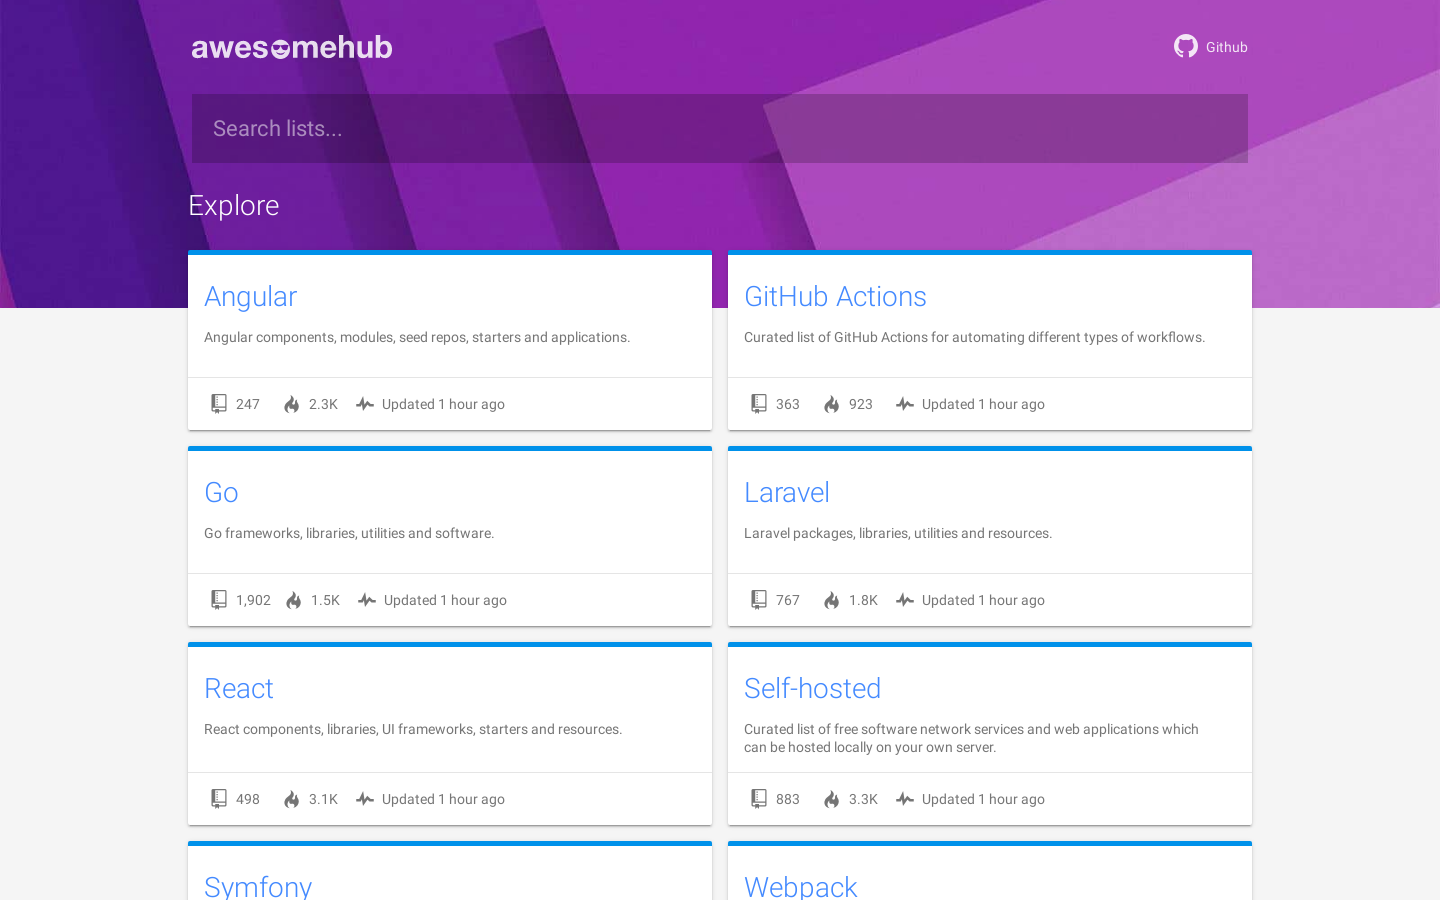 awesomehub
Github
Search lists...
Explore
Angular
Angular components, modules, seed repos, starters and applications.
247 2.3K Updated 1 hour ago
GitHub Actions
Curated list of GitHub Actions for automating different types of workflows.
363 923 Updated 1 hour ago
Go
Go frameworks, libraries, utilities and software.
1,902 1.5K Updated 1 hour ago
Laravel
Laravel packages, libraries, utilities and resources.
767 1.8K Updated 1 hour ago
React
React components, libraries, UI frameworks, starters and resources.
498 3.1K Updated 1 hour ago
Self-hosted
Curated list of free software network services and web applications which
can be hosted locally on your own server.
883 3.3K Updated 1 hour ago
Symfony
Webpack